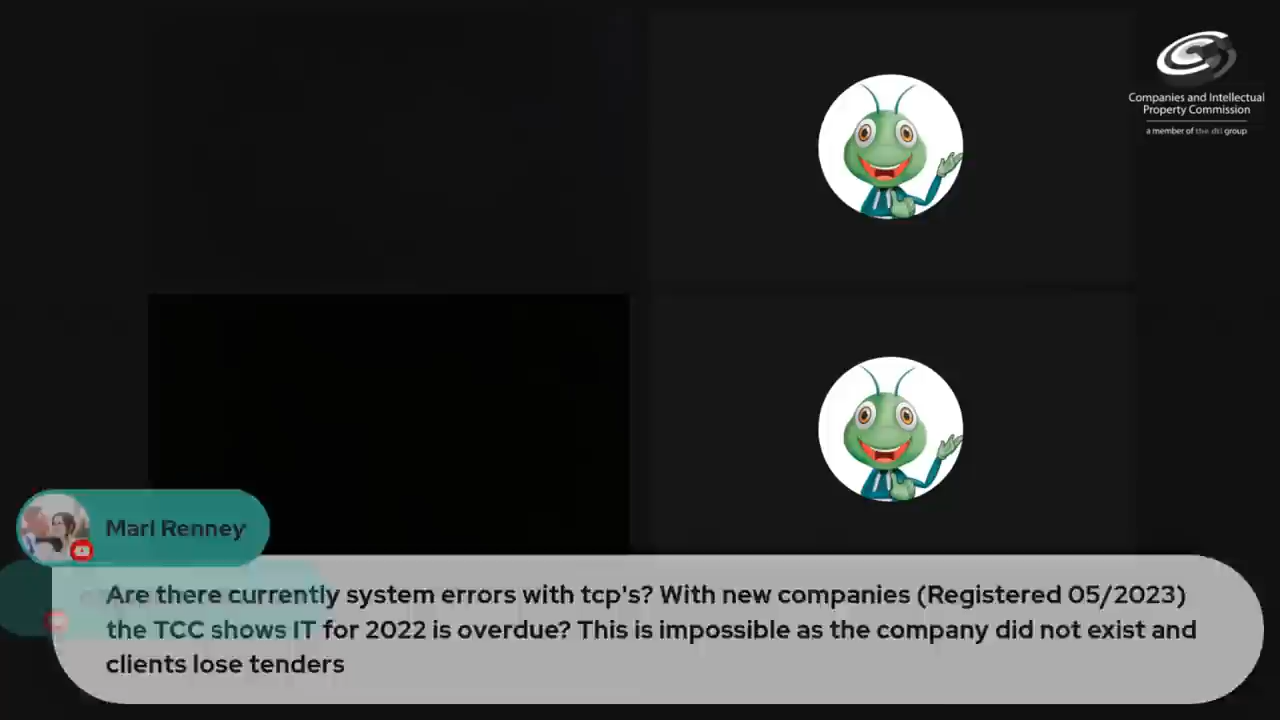 Companies and Intellectual
Property Commission
a member of the dti group
Marl Renney
Are there currently system errors with tcp's? With new companies (Registered 05/2023)
the TCC shows IT for 2022 is overdue? This is impossible as the company did not exist and
clients lose tenders